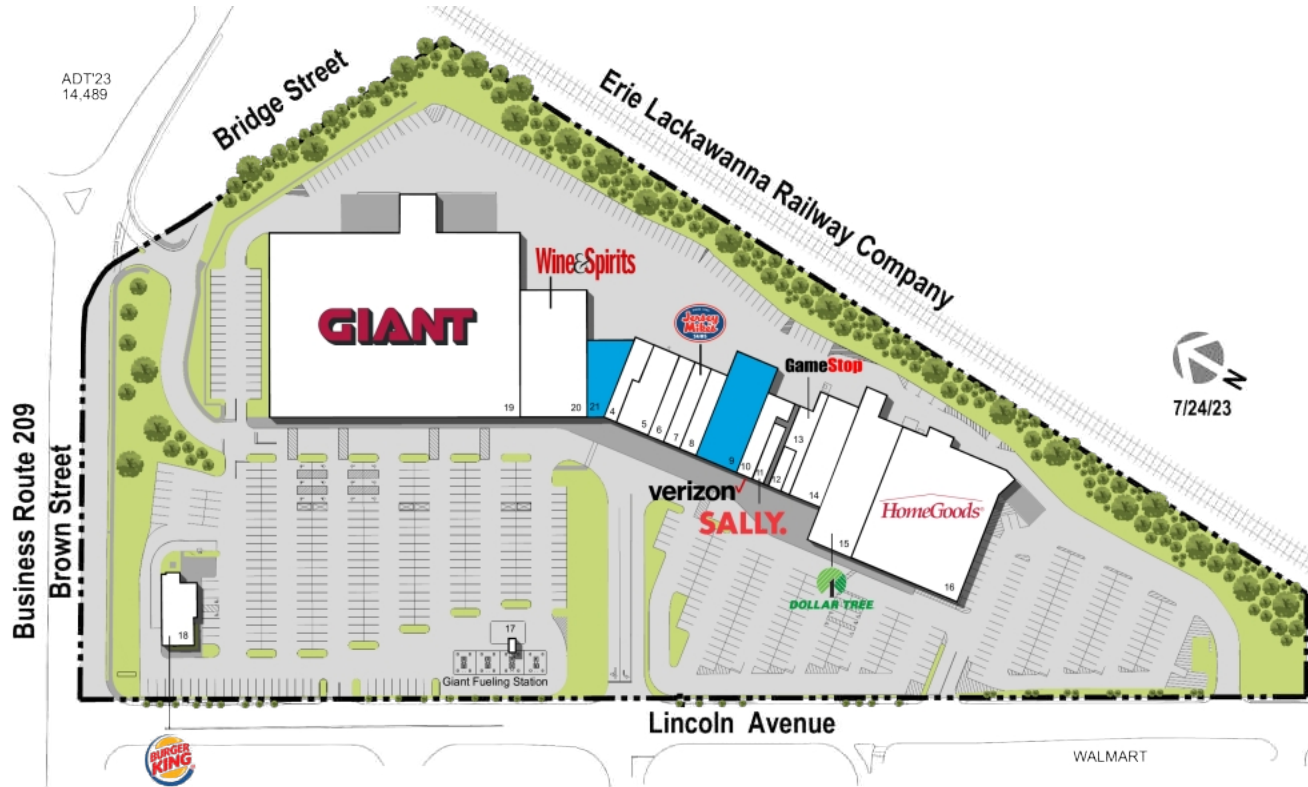 ADT'23
14,489
Bridge Street
Erie Lackawanna Railway Company
Wine&Spirits
GIANT
Jersey
Mike's
SUBS
GameStop
N
7/24/23
19
20
21
4
5
6
7
8
9
10
11
12
13
14
15
16
verizon
SALLY.
HomeGoods
DOLLAR TREE
Business Route 209
Brown Street
18
17
Giant Fueling Station
Lincoln Avenue
BURGER
KING
WALMART